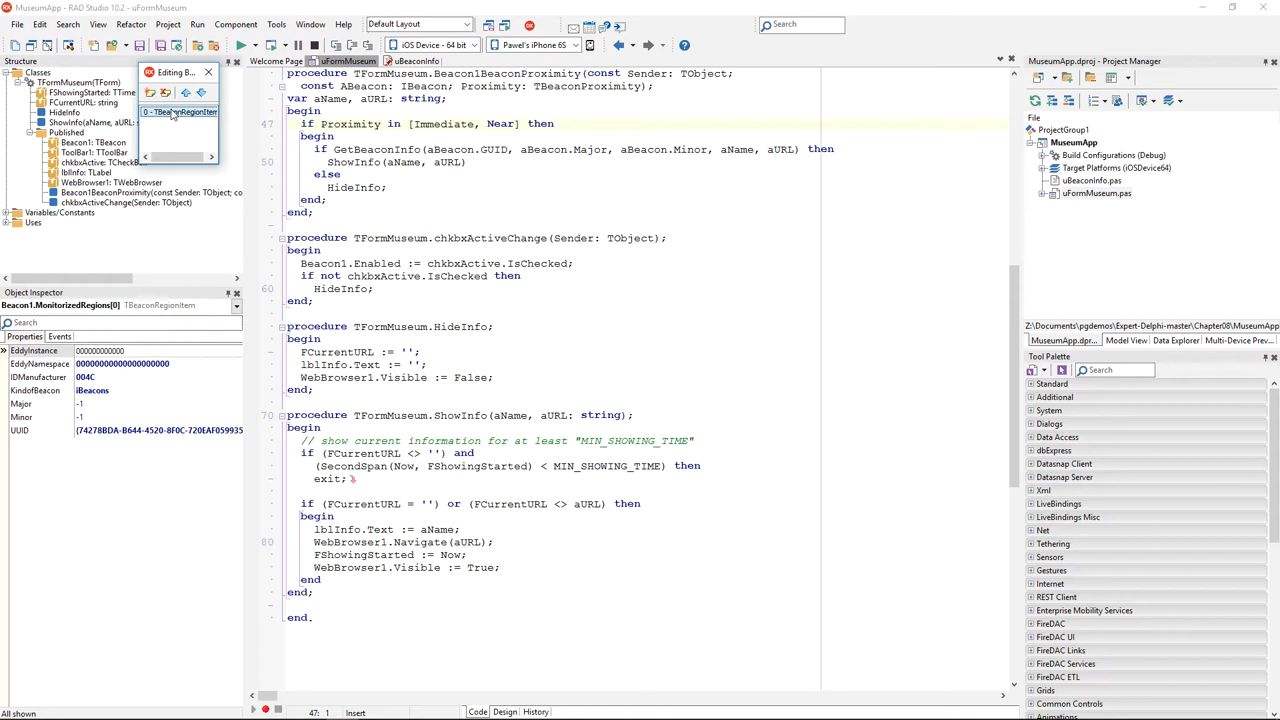 MuseumApp - RAD Studio 10.2 - uFormMuseum
File Edit Search View Refactor Project Run Component Tools Window Help Default Layout Search
iOS Device - 64 bit Pawel's iPhone 6S
Structure
Classes
TFormMuseum(TForm)
FShowingStarted: TTime
FCurrentURL: string
HideInfo
ShowInfo(aName, aURL:
Published
Beacon1: TBeacon
ToolBar1: TToolBar
chkbxActive: TCheckB
lblInfo: TLabel
WebBrowser1: TWebBrowser
Beacon1BeaconProximity(const Sender: TObject; co
chkbxActiveChange(Sender: TObject)
Variables/Constants
Uses
Editing B...
0 - TBeaconRegionItem
Object Inspector
Beacon1.MonitorizedRegions[0] TBeaconRegionItem
Search
Properties Events
EddyInstance 000000000000
EddyNamespace 00000000000000000000
IDManufacturer 004C
KindofBeacon iBeacons
Major -1
Minor -1
UUID {74278BDA-B644-4520-8F0C-720EAF059935
All shown
Welcome Page uFormMuseum uBeaconInfo
procedure TFormMuseum.Beacon1BeaconProximity(const Sender: TObject;
const ABeacon: IBeacon; Proximity: TBeaconProximity);
var aName, aURL: string;
begin
47 if Proximity in [Immediate, Near] then
begin
if GetBeaconInfo(aBeacon.GUID, aBeacon.Major, aBeacon.Minor, aName, aURL) then
50 ShowInfo(aName, aURL)
else
HideInfo;
end;
end;
procedure TFormMuseum.chkbxActiveChange(Sender: TObject);
begin
Beacon1.Enabled := chkbxActive.IsChecked;
if not chkbxActive.IsChecked then
60 HideInfo;
end;
procedure TFormMuseum.HideInfo;
begin
FCurrentURL := '';
lblInfo.Text := '';
WebBrowser1.Visible := False;
end;
70 procedure TFormMuseum.ShowInfo(aName, aURL: string);
begin
// show current information for at least "MIN_SHOWING_TIME"
if (FCurrentURL <> '') and
(SecondSpan(Now, FShowingStarted) < MIN_SHOWING_TIME) then
exit;
if (FCurrentURL = '') or (FCurrentURL <> aURL) then
begin
lblInfo.Text := aName;
80 WebBrowser1.Navigate(aURL);
FShowingStarted := Now;
WebBrowser1.Visible := True;
end
end;
end.
47: 1 Insert Code Design History
MuseumApp.dproj - Project Manager
File
ProjectGroup1
MuseumApp
Build Configurations (Debug)
Target Platforms (iOSDevice64)
uBeaconInfo.pas
uFormMuseum.pas
Z:\Documents\pgdemos\Expert-Delphi-master\Chapter08\MuseumApp
MuseumApp.dpr... Model View Data Explorer Multi-Device Prev...
Tool Palette
Search
Standard
Additional
System
Dialogs
Data Access
dbExpress
Datasnap Client
Datasnap Server
Xml
LiveBindings
LiveBindings Misc
Net
Tethering
Sensors
Gestures
Internet
REST Client
Enterprise Mobility Services
FireDAC
FireDAC UI
FireDAC Links
FireDAC Services
FireDAC ETL
Grids
Common Controls
Animations